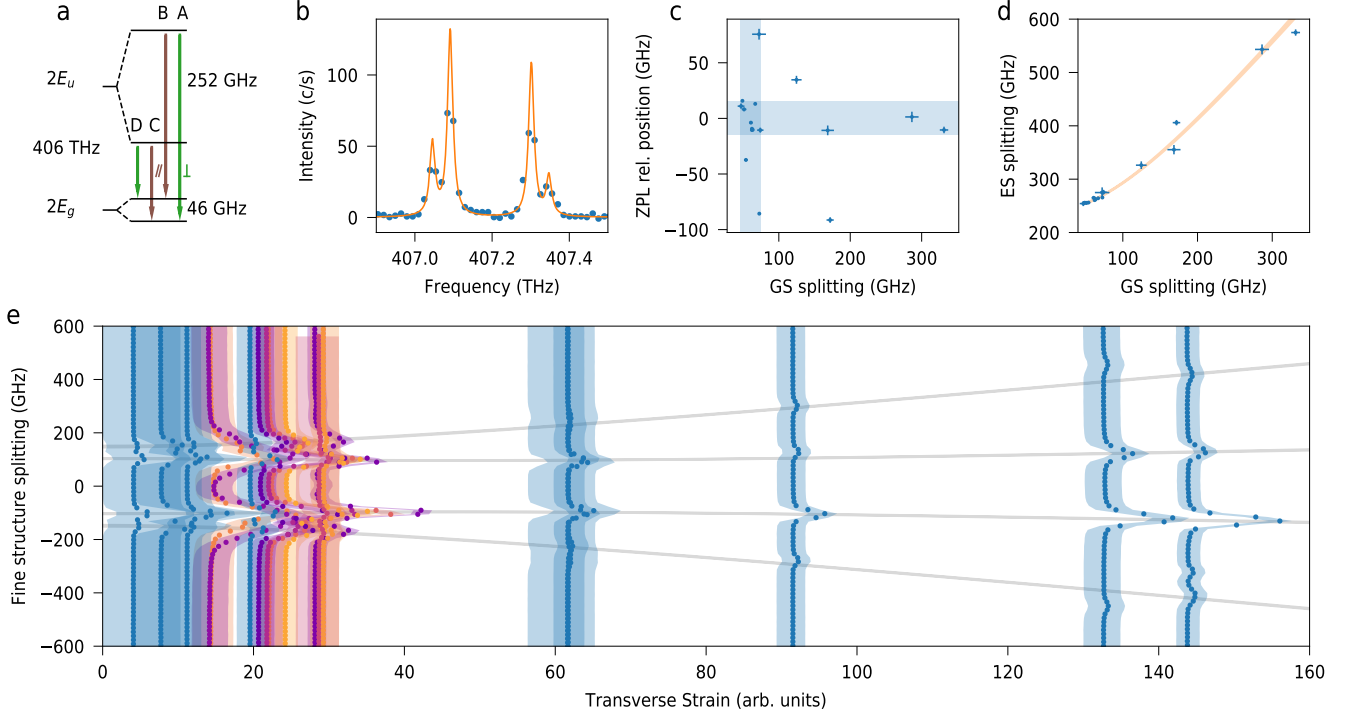 a
B A
2E_u
252 GHz
D C
406 THz
// ⊥
2E_g
46 GHz
b
Intensity (c/s)
100
50
0
407.0 407.2 407.4
Frequency (THz)
c
ZPL rel. position (GHz)
50
0
−50
−100
100 200 300
GS splitting (GHz)
d
ES splitting (GHz)
600
500
400
300
200
100 200 300
GS splitting (GHz)
e
Fine structure splitting (GHz)
600
400
200
0
−200
−400
−600
0 20 40 60 80 100 120 140 160
Transverse Strain (arb. units)